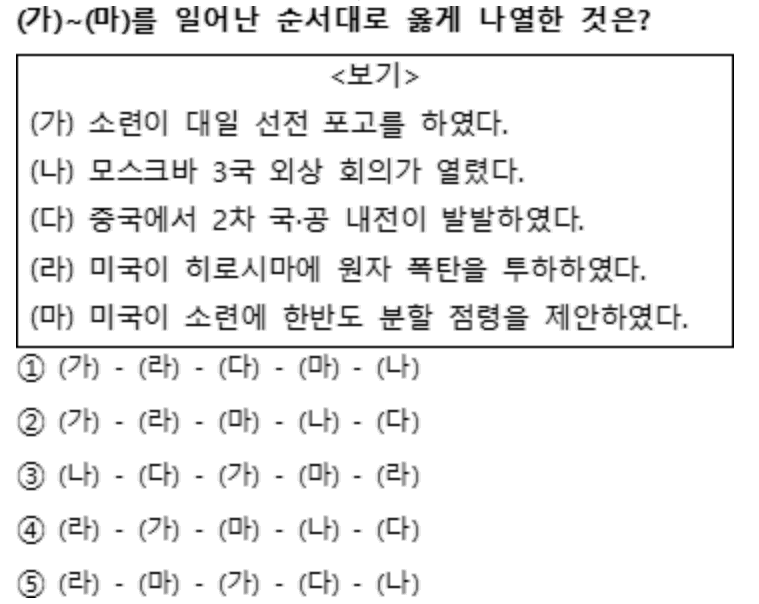 (가)~(마)를 일어난 순서대로 옳게 나열한 것은?
<보기>
(가) 소련이 대일 선전 포고를 하였다.
(나) 모스크바 3국 외상 회의가 열렸다.
(다) 중국에서 2차 국·공 내전이 발발하였다.
(라) 미국이 히로시마에 원자 폭탄을 투하하였다.
(마) 미국이 소련에 한반도 분할 점령을 제안하였다.
① (가) - (라) - (다) - (마) - (나)
② (가) - (라) - (마) - (나) - (다)
③ (나) - (다) - (가) - (마) - (라)
④ (라) - (가) - (마) - (나) - (다)
⑤ (라) - (마) - (가) - (다) - (나)